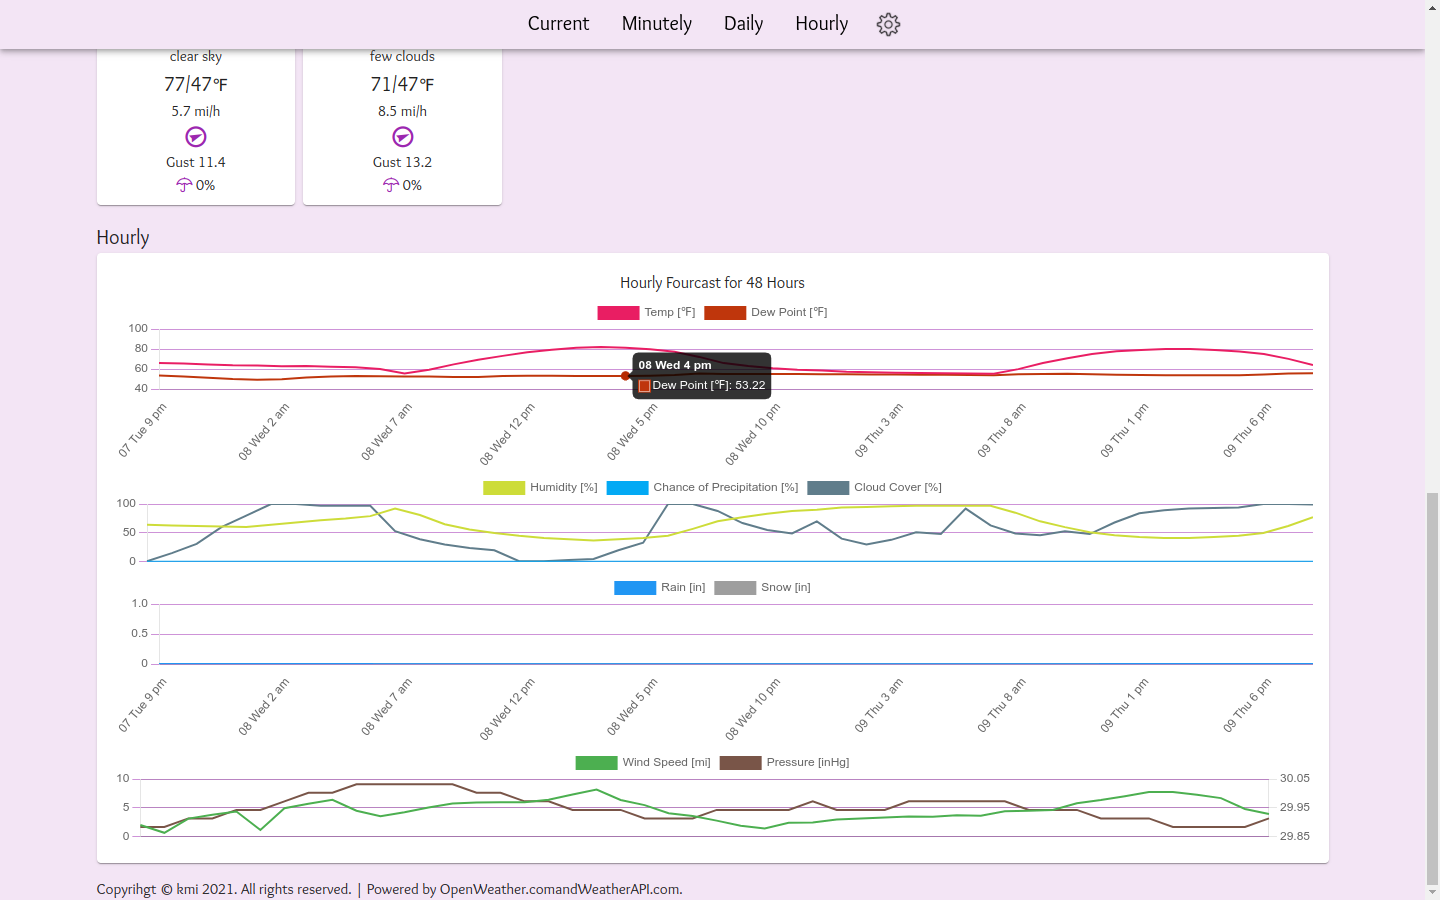 Current Minutely Daily Hourly
clear sky few clouds
77/47°F 71/47°F
5.7 mi/h 8.5 mi/h
Gust 11.4 Gust 13.2
0% 0%
Hourly
Hourly Fourcast for 48 Hours
Temp [°F] Dew Point [°F]
100
80
60
40
08 Wed 4 pm
Dew Point [°F]: 53.22
07 Tue 9 pm 08 Wed 2 am 08 Wed 7 am 08 Wed 12 pm 08 Wed 5 pm 08 Wed 10 pm 09 Thu 3 am 09 Thu 8 am 09 Thu 1 pm 09 Thu 6 pm
Humidity [%] Chance of Precipitation [%] Cloud Cover [%]
100
50
0
Rain [in] Snow [in]
1.0
0.5
0
07 Tue 9 pm 08 Wed 2 am 08 Wed 7 am 08 Wed 12 pm 08 Wed 5 pm 08 Wed 10 pm 09 Thu 3 am 09 Thu 8 am 09 Thu 1 pm 09 Thu 6 pm
Wind Speed [mi] Pressure [inHg]
10 30.05
5 29.95
0 29.85
Copyrihgt © kmi 2021. All rights reserved. | Powered by OpenWeather.comandWeatherAPI.com.